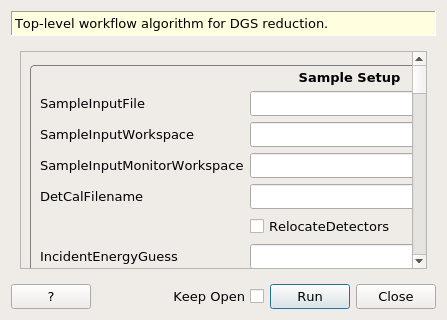 Top-level workflow algorithm for DGS reduction.
Sample Setup
SampleInputFile
SampleInputWorkspace
SampleInputMonitorWorkspace
DetCalFilename
RelocateDetectors
IncidentEnergyGuess
? Keep Open Run Close